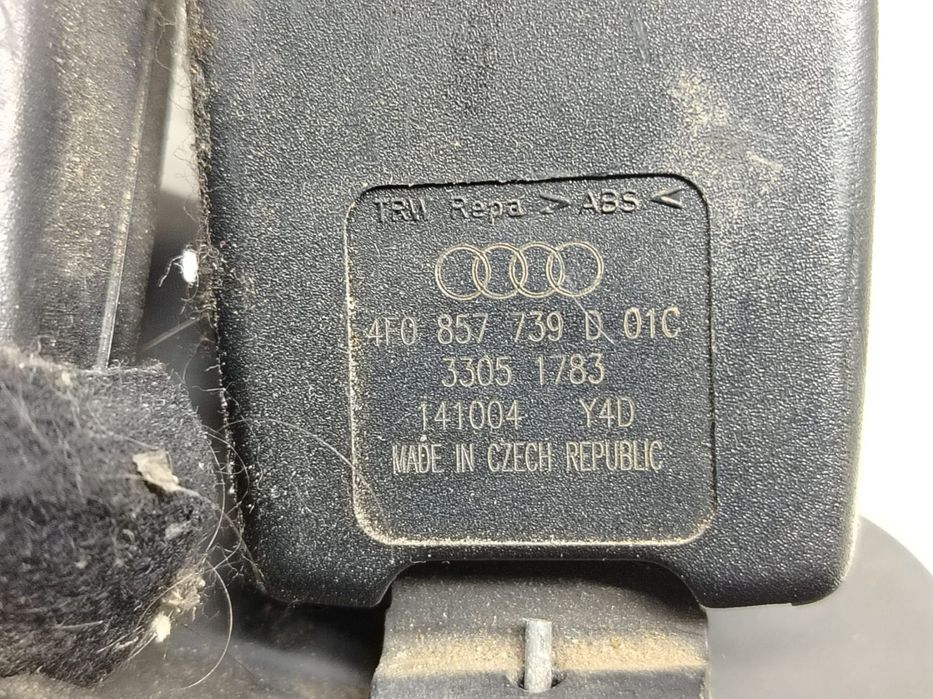 TRW Repa > ABS <
4F0 857 739 D 01C
3305 1783
141004 Y4D
MADE IN CZECH REPUBLIC